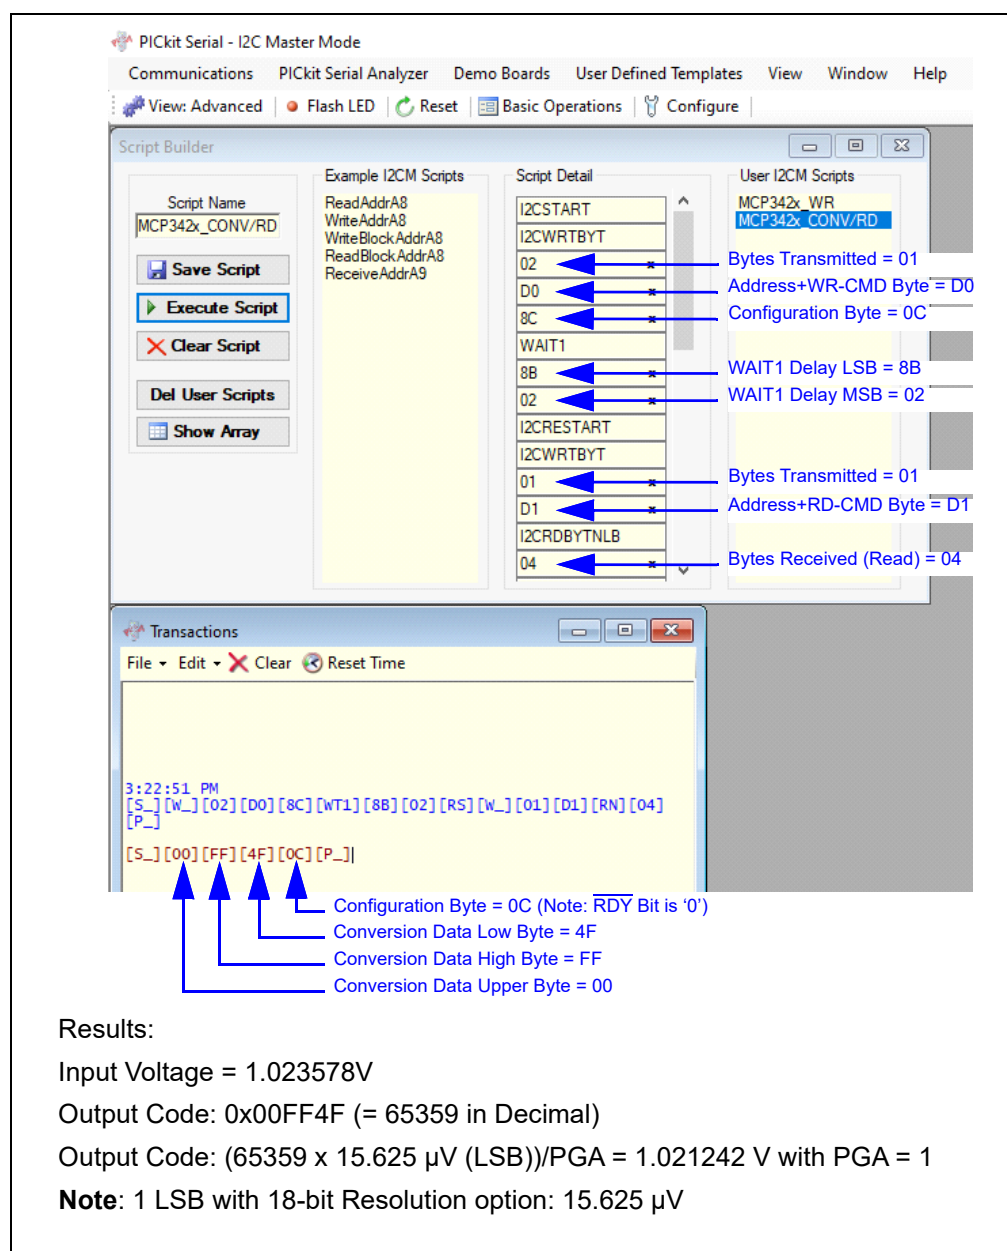 PICkit Serial - I2C Master Mode
Communications PICkit Serial Analyzer Demo Boards User Defined Templates View Window Help
View: Advanced Flash LED Reset Basic Operations Configure
Script Builder
Script Name
MCP342x_CONV/RD
Save Script
Execute Script
Clear Script
Del User Scripts
Show Array
Example I2CM Scripts
ReadAddrA8
WriteAddrA8
WriteBlockAddrA8
ReadBlockAddrA8
ReceiveAddrA9
Script Detail
I2CSTART
I2CWRTBYT
02
D0
8C
WAIT1
8B
02
I2CRESTART
I2CWRTBYT
01
D1
I2CRDBYTNLB
04
User I2CM Scripts
MCP342x_WR
MCP342x_CONV/RD
Bytes Transmitted = 01
Address+WR-CMD Byte = D0
Configuration Byte = 0C
WAIT1 Delay LSB = 8B
WAIT1 Delay MSB = 02
Bytes Transmitted = 01
Address+RD-CMD Byte = D1
Bytes Received (Read) = 04
Transactions
File Edit Clear Reset Time
3:22:51 PM
[S_][W_][02][D0][8C][WT1][8B][02][RS][W_][01][D1][RN][04]
[P_]
[S_][00][FF][4F][0C][P_]
Configuration Byte = 0C (Note: RDY Bit is ‘0’)
Conversion Data Low Byte = 4F
Conversion Data High Byte = FF
Conversion Data Upper Byte = 00
Results:
Input Voltage = 1.023578V
Output Code: 0x00FF4F (= 65359 in Decimal)
Output Code: (65359 x 15.625 µV (LSB))/PGA = 1.021242 V with PGA = 1
Note: 1 LSB with 18-bit Resolution option: 15.625 µV